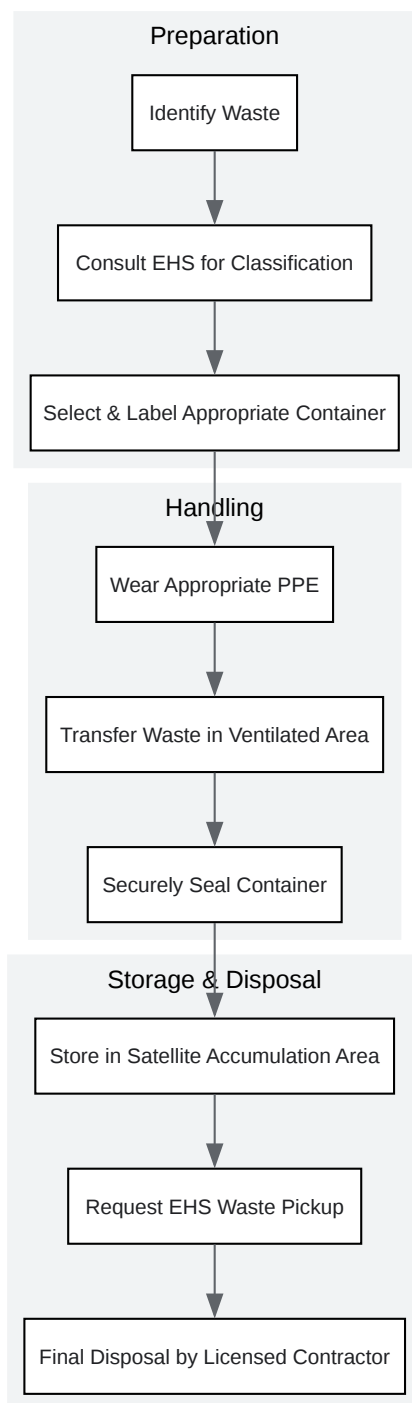 Preparation
Identify Waste
Consult EHS for Classification
Select & Label Appropriate Container
Handling
Wear Appropriate PPE
Transfer Waste in Ventilated Area
Securely Seal Container
Storage & Disposal
Store in Satellite Accumulation Area
Request EHS Waste Pickup
Final Disposal by Licensed Contractor